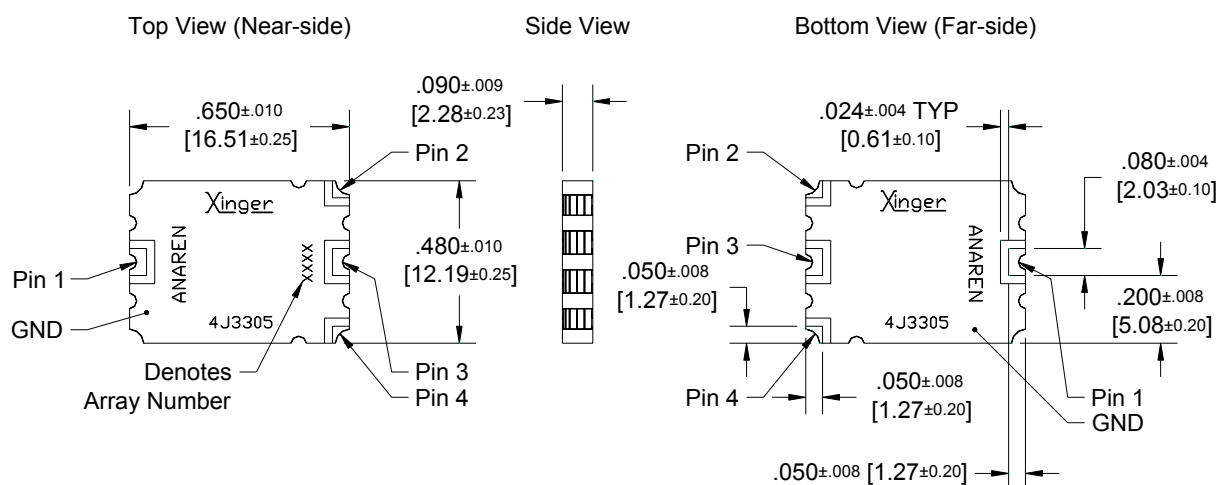 Top View (Near-side)
Side View
Bottom View (Far-side)
.650±.010
[16.51±0.25]
Pin 2
Xinger
ANAREN
XXXX
.480±.010
[12.19±0.25]
Pin 1
GND
4J3305
Denotes
Array Number
Pin 3
Pin 4
.090±.009
[2.28±0.23]
.024±.004 TYP
[0.61±0.10]
Pin 2
.080±.004
[2.03±0.10]
Xinger
ANAREN
Pin 3
.050±.008
[1.27±0.20]
4J3305
.200±.008
[5.08±0.20]
Pin 4
.050±.008
[1.27±0.20]
Pin 1
GND
.050±.008 [1.27±0.20]